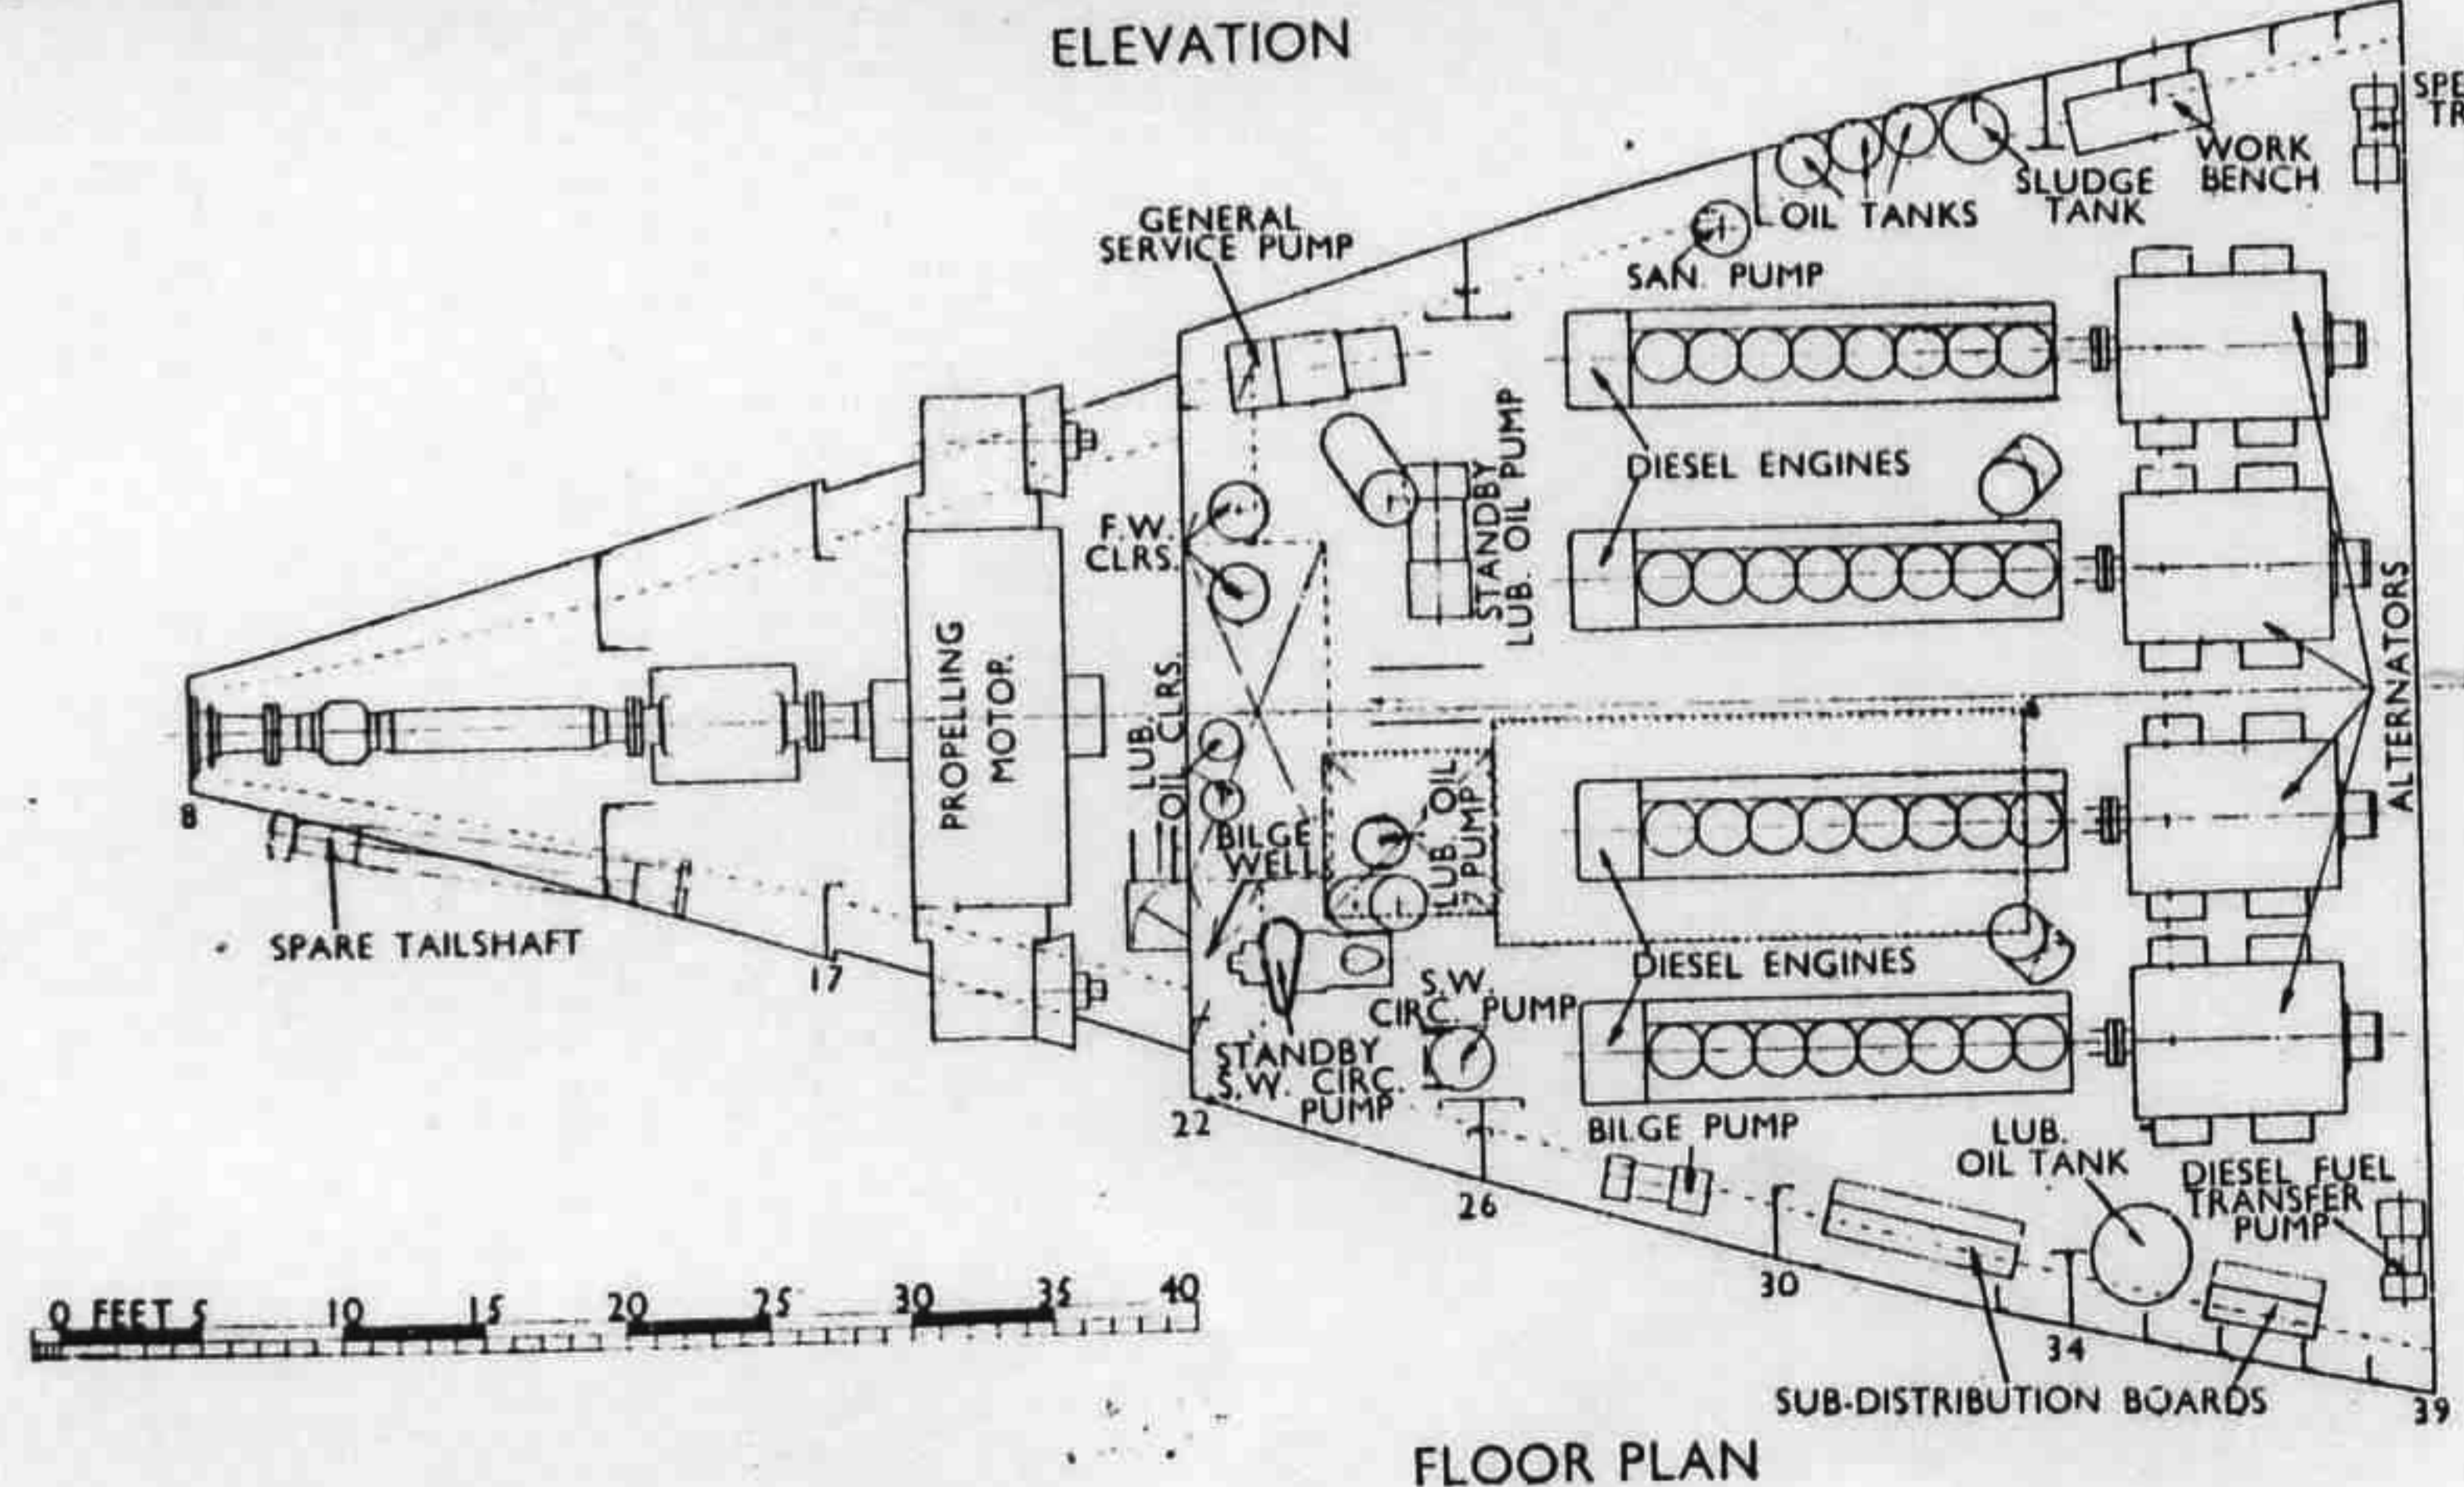 ELEVATION
SPE
TR
WORK
BENCH
SLUDGE
TANK
OIL TANKS
GENERAL
SERVICE PUMP
SAN. PUMP
STANDBY
LUB. OIL PUMP
DIESEL ENGINES
F.W.
CLRS.
PROPELLING
MOTOR.
LUB.
OIL CLRS.
ALTERNATORS
8
BILGE
WELL
LUB. OIL
PUMP
SPARE TAILSHAFT
17
DIESEL ENGINES
S.W.
CIRC. PUMP
STANDBY
S.W. CIRC.
PUMP
22
BILGE PUMP
LUB.
OIL TANK
DIESEL FUEL
TRANSFER
PUMP
26
30
0 FEET 5 10 15 20 25 30 35 40
34
SUB-DISTRIBUTION BOARDS
39
FLOOR PLAN